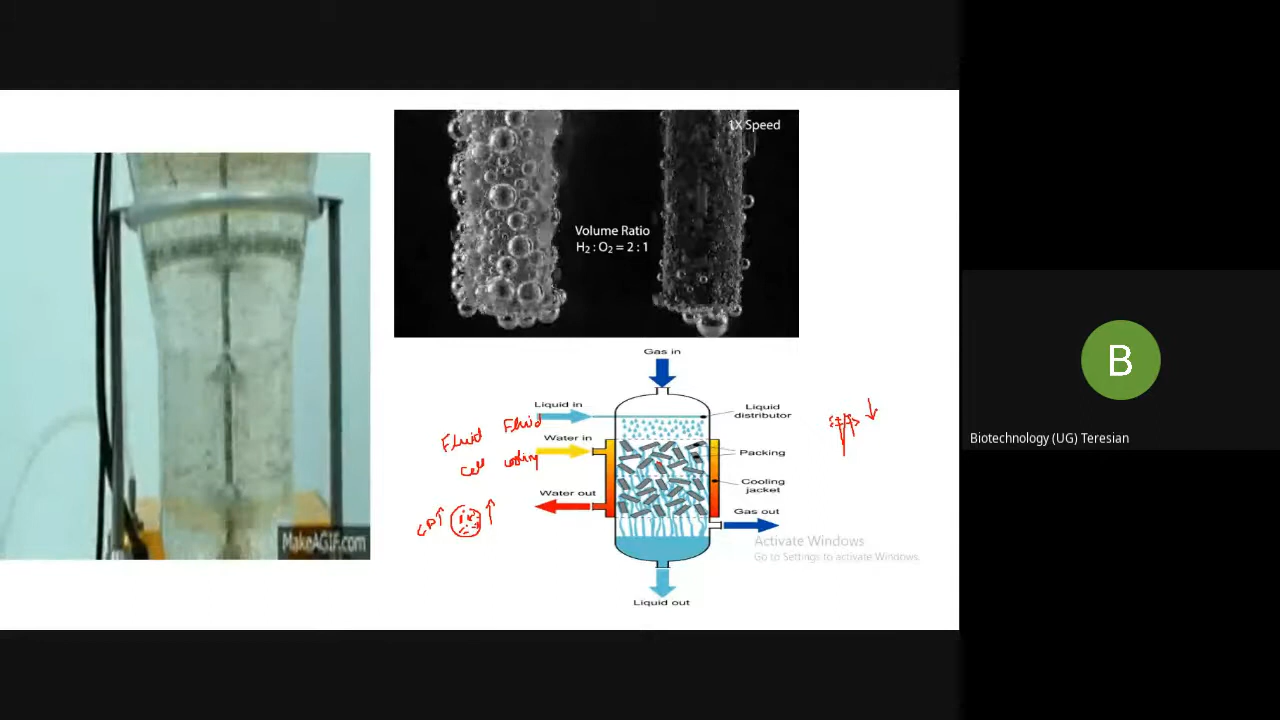 1X Speed
Volume Ratio
H₂ : O₂ = 2 : 1
MakeAGif.com
Gas in
Liquid in
Liquid distributor
Fluid Fluid
Water in
Packing
Cell
Cooling jacket
Water out
Gas out
Liquid out
Activate Windows
Go to Settings to activate Windows.
B
Biotechnology (UG) Teresian